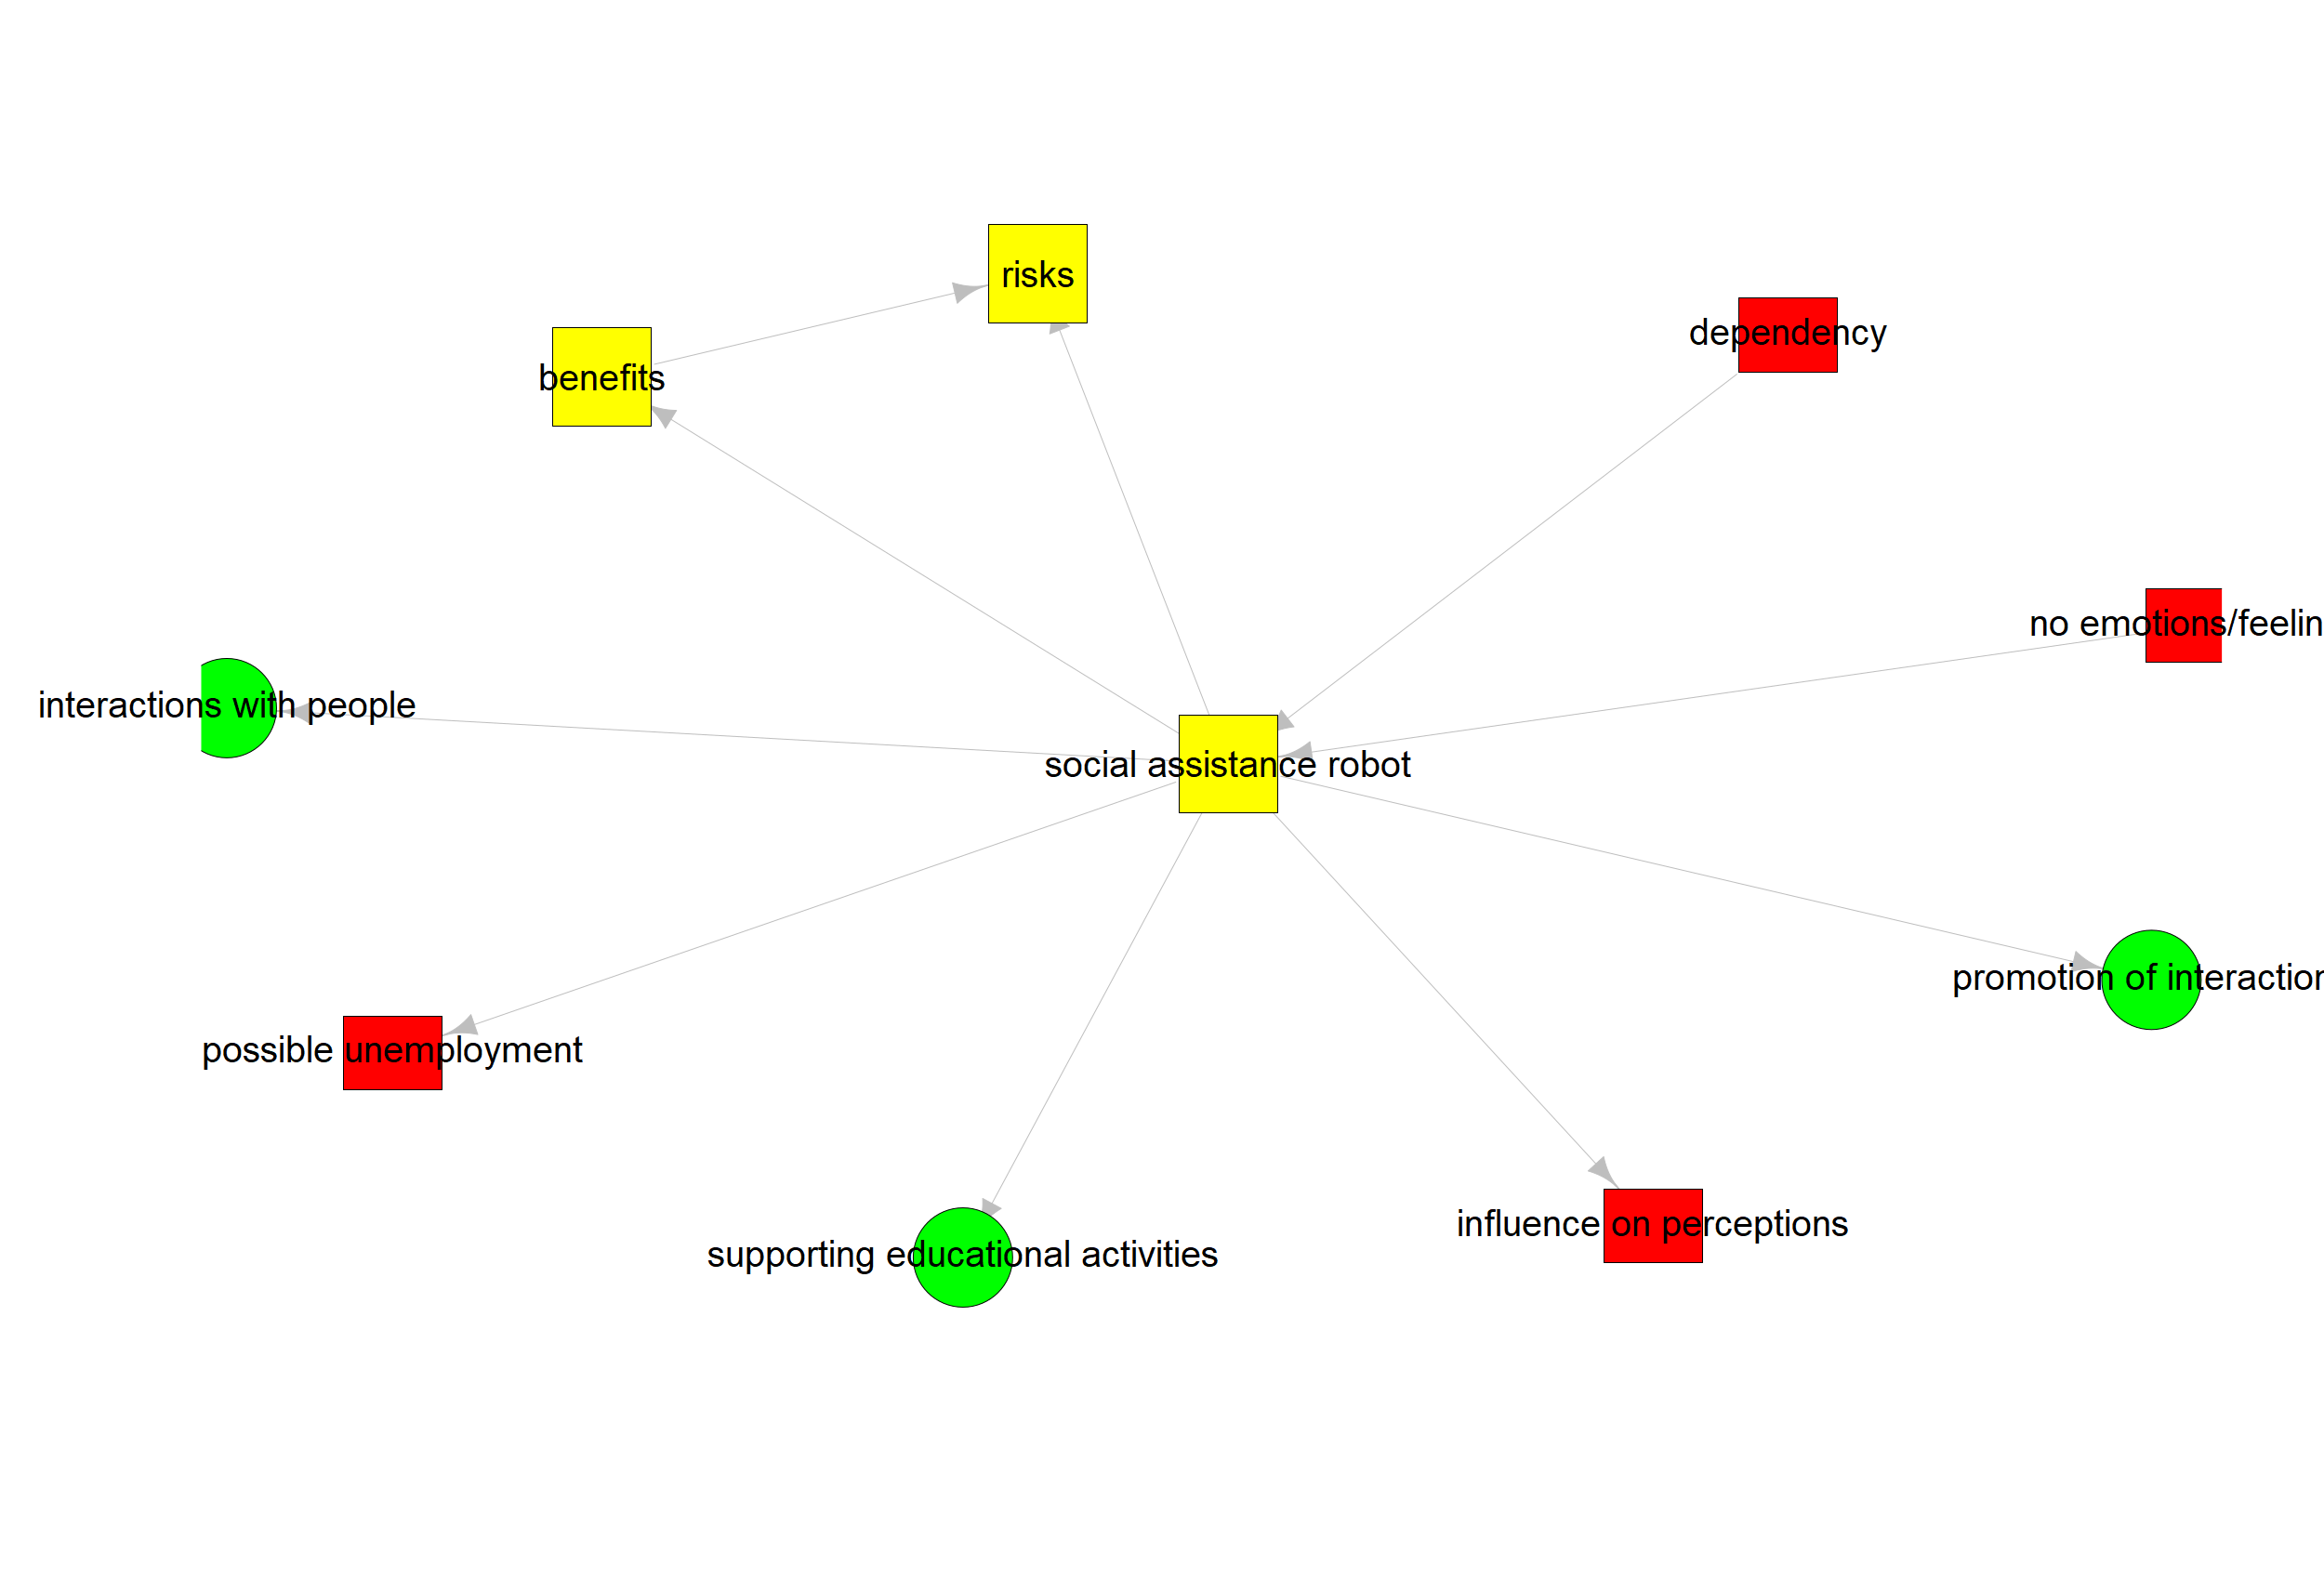 risks
dependency
benefits
no emotions/feelin
interactions with people
social assistance robot
promotion of interaction
possible unemployment
influence on perceptions
supporting educational activities